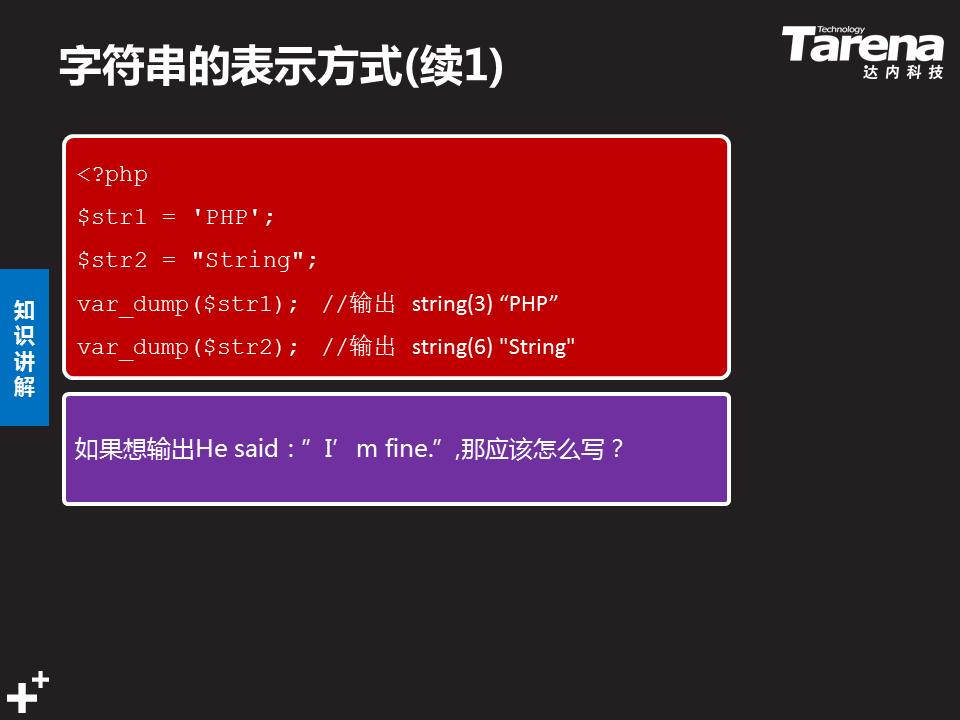 字符串的表示方式(续1)
Technology
Tarena
达内科技
<?php
$str1 = 'PHP';
$str2 = "String";
var_dump($str1); //输出 string(3) “PHP”
var_dump($str2); //输出 string(6) "String"
知识讲解
如果想输出He said：”I’m fine.”,那应该怎么写？